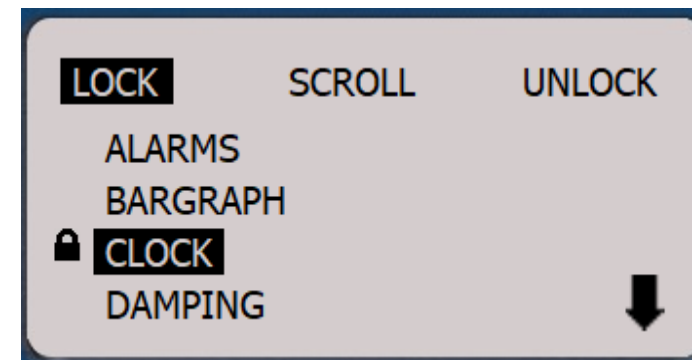 LOCK SCROLL UNLOCK
ALARMS
BARGRAPH
CLOCK
DAMPING